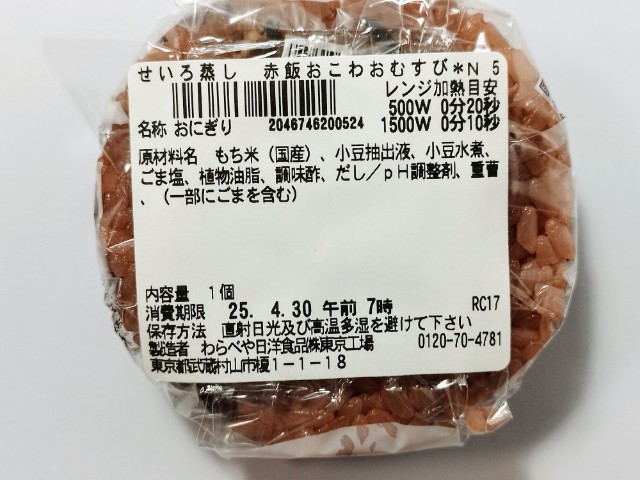 せいろ蒸し　赤飯おこわおむすび＊N 5
レンジ加熱目安
500W 0分20秒
名称 おにぎり 2046746200524 1500W 0分10秒
原材料名 もち米（国産）、小豆抽出液、小豆水煮、
ごま塩、植物油脂、調味酢、だし／pH調整剤、重曹
、（一部にごまを含む）
内容量 1個
消費期限 25. 4.30 午前 7時 RC17
保存方法 直射日光及び高温多湿を避けて下さい
製造者 わらべや日洋食品㈱東京工場 0120-70-4781
東京都武蔵村山市榎1-1-18